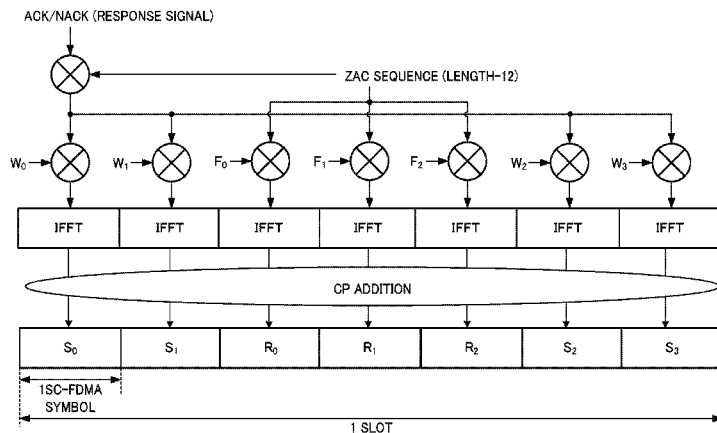 ACK/NACK (RESPONSE SIGNAL)
ZAC SEQUENCE (LENGTH-12)
W₀ W₁ F₀ F₁ F₂ W₂ W₃
IFFT IFFT IFFT IFFT IFFT IFFT IFFT
CP ADDITION
S₀ S₁ R₀ R₁ R₂ S₂ S₃
1SC-FDMA
SYMBOL
1 SLOT